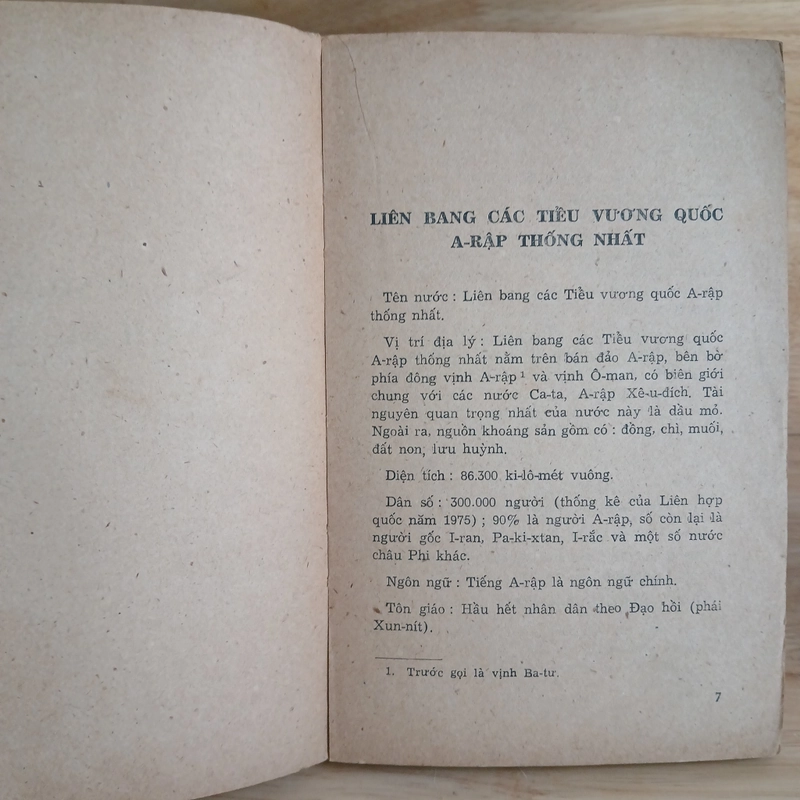 LIÊN BANG CÁC TIỂU VƯƠNG QUỐC
A-RẬP THỐNG NHẤT
Tên nước : Liên bang các Tiểu vương quốc A-rập
thống nhất.
Vị trí địa lý : Liên bang các Tiểu vương quốc
A-rập thống nhất nằm trên bán đảo A-rập, bên bờ
phía đông vịnh A-rập¹ và vịnh Ô-man, có biên giới
chung với các nước Ca-ta, A-rập Xê-u-đích. Tài
nguyên quan trọng nhất của nước này là dầu mỏ.
Ngoài ra, nguồn khoáng sản gồm có : đồng, chì, muối,
đất non, lưu huỳnh.
Diện tích : 86.300 ki-lô-mét vuông.
Dân số : 300.000 người (thống kê của Liên hợp
quốc năm 1975) ; 90% là người A-rập, số còn lại là
người gốc I-ran, Pa-ki-xtan, I-rắc và một số nước
châu Phi khác.
Ngôn ngữ : Tiếng A-rập là ngôn ngữ chính.
Tôn giáo : Hầu hết nhân dân theo Đạo hồi (phái
Xun-nít).
1. Trước gọi là vịnh Ba-tư.
7